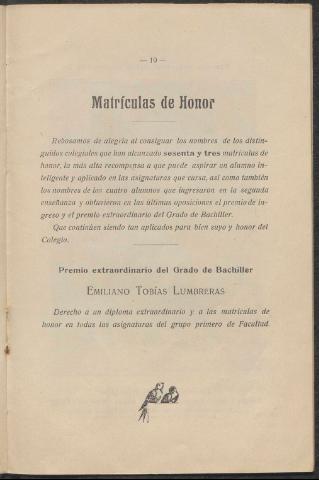 — 10 —
Matrículas de Honor
Rebosamos de alegría al consignar los nombres de los distin-
guidos colegiales que han alcanzado sesenta y tres matrículas de
honor, la más alta recompensa a que puede aspirar un alumno in-
teligente y aplicado en las asignaturas que cursa, así como también
los nombres de los cuatro alumnos que ingresaron en la segunda
enseñanza y obtuvieron en las últimas oposiciones el premio de in-
greso y el premio extraordinario del Grado de Bachiller.
Que continúen siendo tan aplicados para bien suyo y honor del
Colegio.
Premio extraordinario del Grado de Bachiller
EMILIANO TOBÍAS LUMBRERAS
Derecho a un diploma extraordinario y a las matrículas de
honor en todas las asignaturas del grupo primero de Facultad.